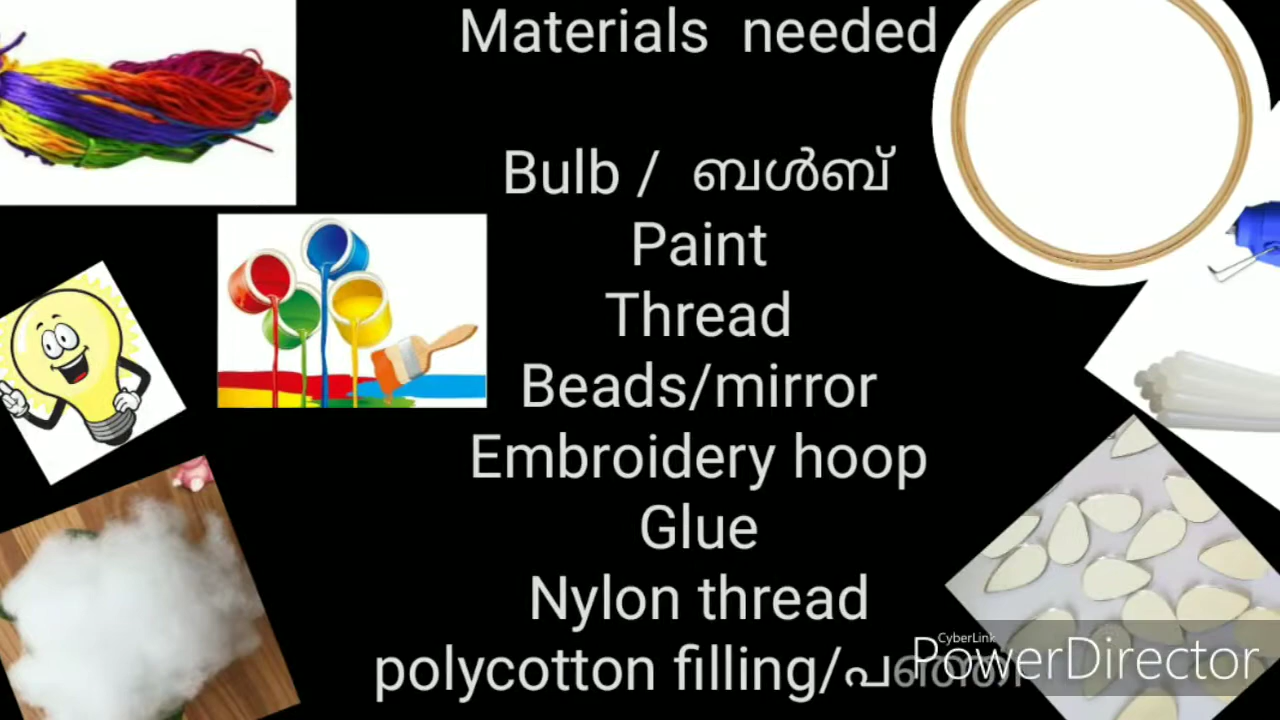 Materials needed
Bulb / ബൾബ്
Paint
Thread
Beads/mirror
Embroidery hoop
Glue
Nylon thread
polycotton filling/
CyberLink
PowerDirector